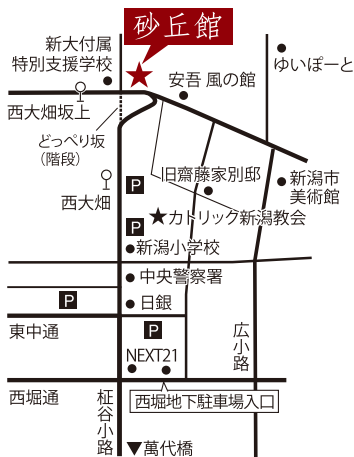 砂丘館
新大付属
特別支援学校
ゆいぽーと
安吾 風の館
西大畑坂上
どっぺり坂
（階段）
旧齋藤家別邸
新潟市
美術館
P
西大畑
カトリック新潟教会
P
新潟小学校
中央警察署
P
日銀
東中通
P
広小路
NEXT21
西堀通
西堀地下駐車場入口
柾谷小路
▼萬代橋